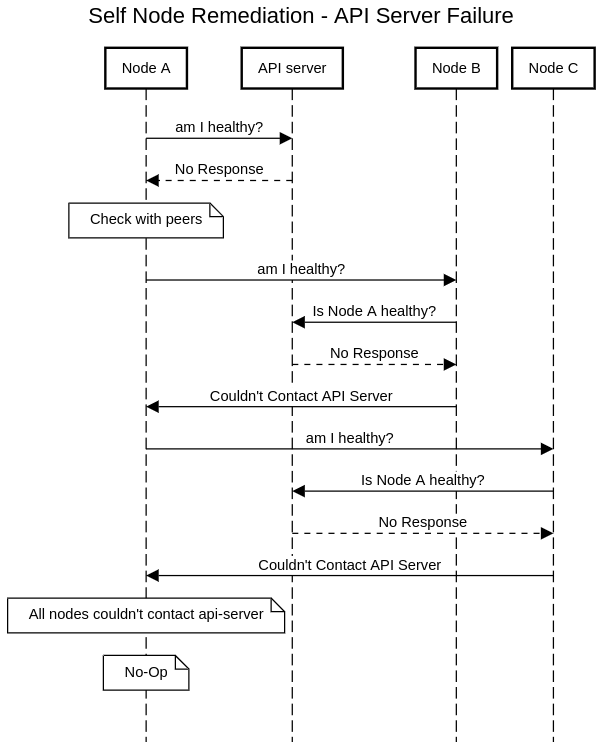 Self Node Remediation - API Server Failure
Node A
API server
Node B
Node C
am I healthy?
No Response
Check with peers
am I healthy?
Is Node A healthy?
No Response
Couldn't Contact API Server
am I healthy?
Is Node A healthy?
No Response
Couldn't Contact API Server
All nodes couldn't contact api-server
No-Op